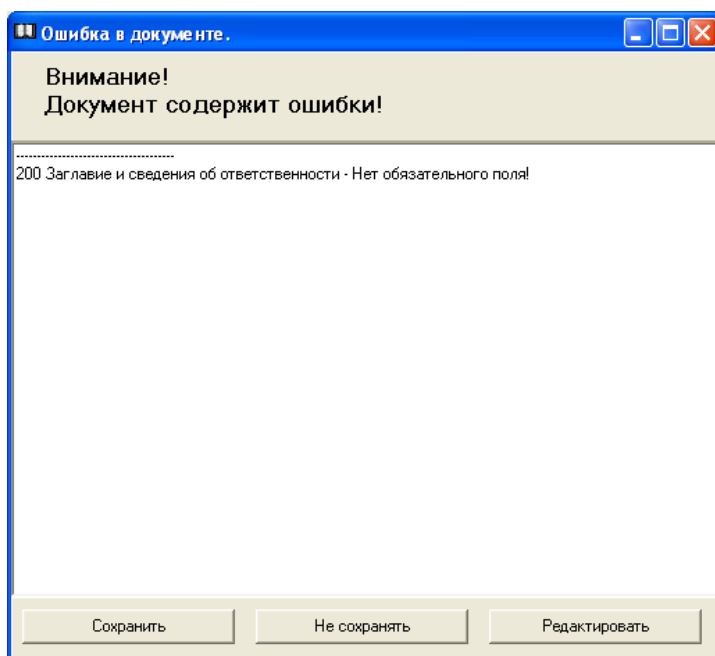 Ошибка в документе.
Внимание!
Документ содержит ошибки!
--------------------------------------
200 Заглавие и сведения об ответственности - Нет обязательного поля!
Сохранить Не сохранять Редактировать